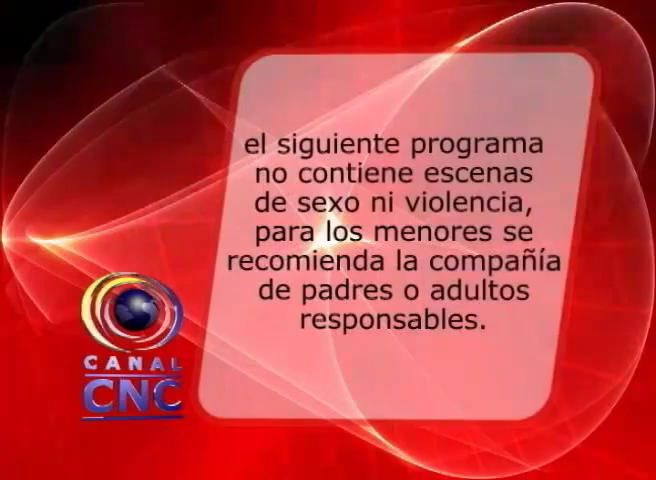 el siguiente programa
no contiene escenas
de sexo ni violencia,
para los menores se
recomienda la compañía
de padres o adultos
responsables.
CANAL
CNC